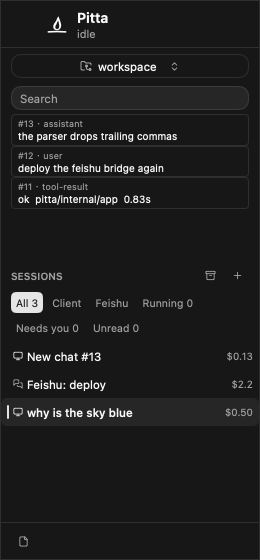 Pitta
idle
workspace
Search
#13 · assistant
the parser drops trailing commas
#12 · user
deploy the feishu bridge again
#11 · tool-result
ok pitta/internal/app 0.83s
SESSIONS
All 3 Client Feishu Running 0
Needs you 0 Unread 0
New chat #13 $0.13
Feishu: deploy $2.2
why is the sky blue $0.50